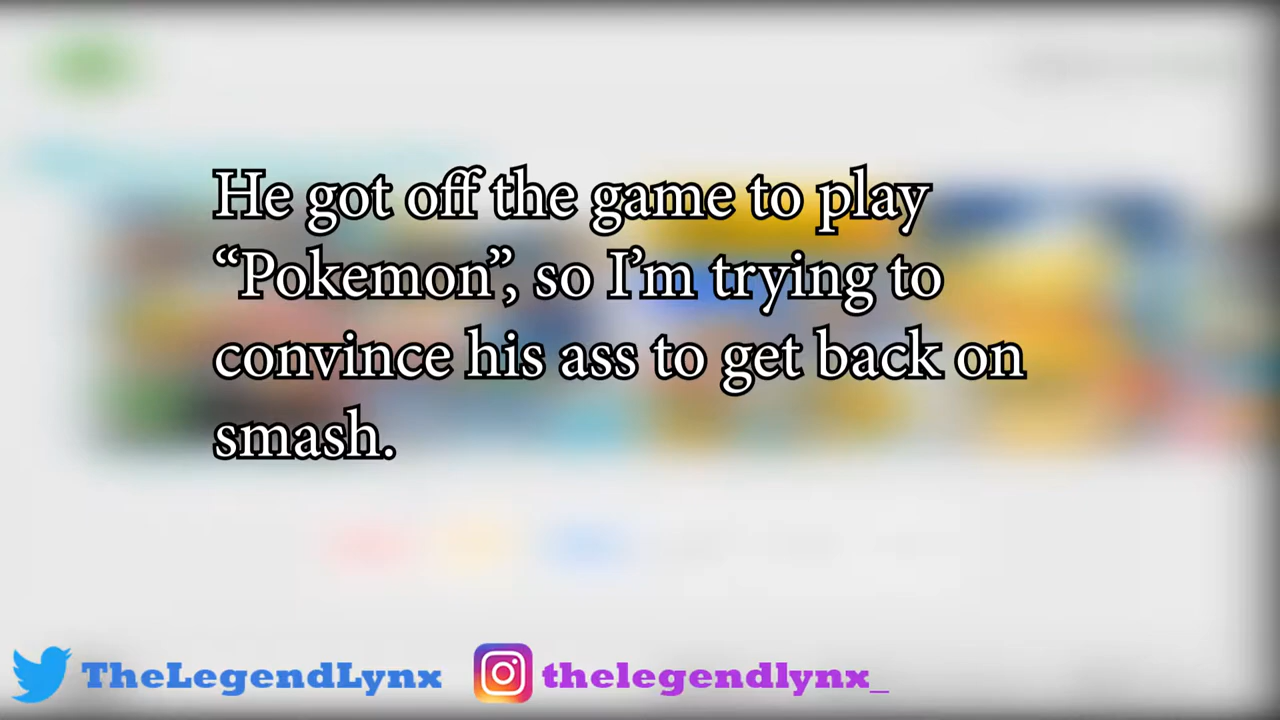 He got off the game to play
“Pokemon”, so I’m trying to
convince his ass to get back on
smash.
TheLegendLynx
thelegendlynx_